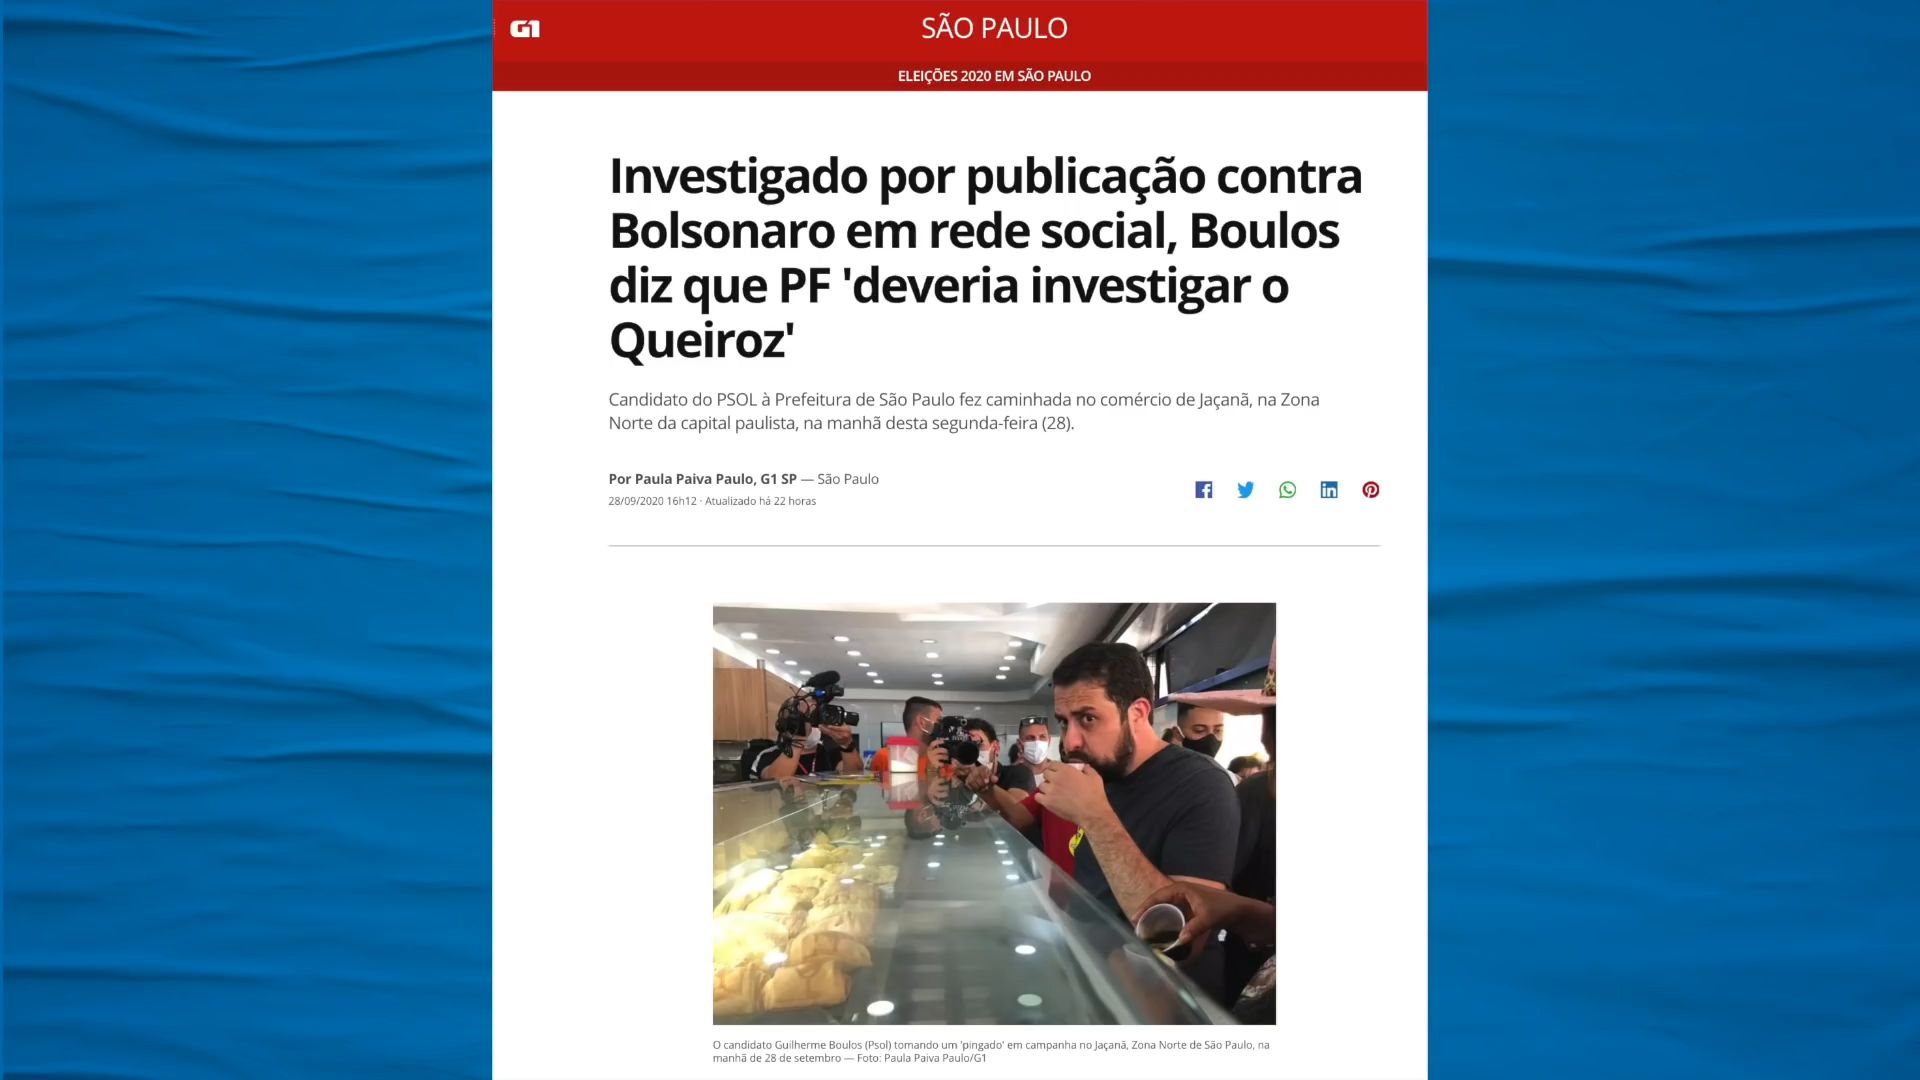 G1
SÃO PAULO
ELEIÇÕES 2020 EM SÃO PAULO
Investigado por publicação contra
Bolsonaro em rede social, Boulos
diz que PF 'deveria investigar o
Queiroz'
Candidato do PSOL à Prefeitura de São Paulo fez caminhada no comércio de Jaçanã, na Zona
Norte da capital paulista, na manhã desta segunda-feira (28).
Por Paula Paiva Paulo, G1 SP — São Paulo
28/09/2020 16h12 · Atualizado há 22 horas
O candidato Guilherme Boulos (Psol) tomando um 'pingado' em campanha no Jaçanã, Zona Norte de São Paulo, na
manhã de 28 de setembro — Foto: Paula Paiva Paulo/G1